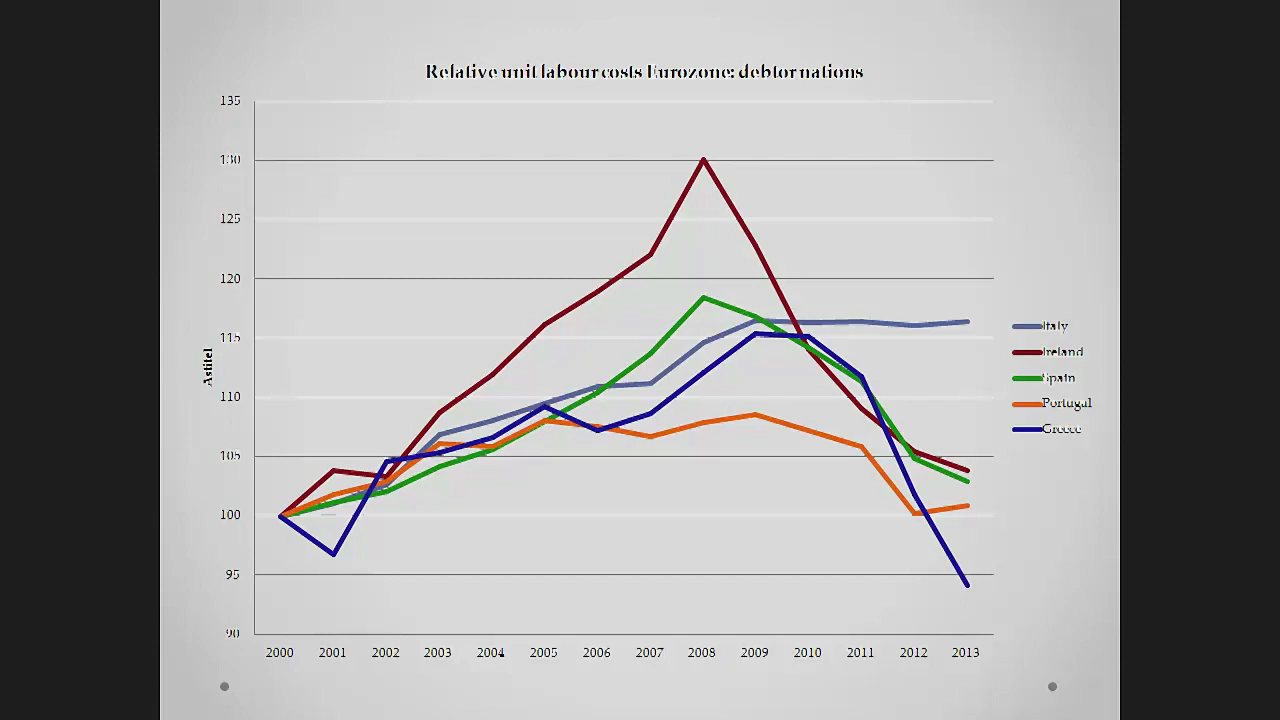 Relative unit labour costs Eurozone: debtor nations
135
130
125
120
115
110
105
100
95
90
Astitel
2000 2001 2002 2003 2004 2005 2006 2007 2008 2009 2010 2011 2012 2013
Italy
Ireland
Spain
Portugal
Greece